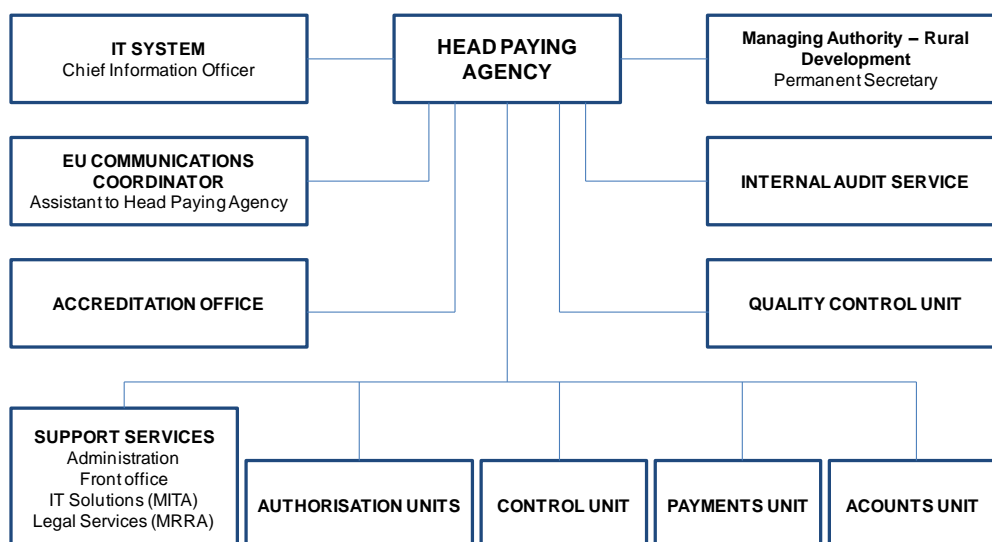 IT SYSTEM
Chief Information Officer
HEAD PAYING
AGENCY
Managing Authority – Rural
Development
Permanent Secretary
EU COMMUNICATIONS
COORDINATOR
Assistant to Head Paying Agency
INTERNAL AUDIT SERVICE
ACCREDITATION OFFICE
QUALITY CONTROL UNIT
SUPPORT SERVICES
Administration
Front office
IT Solutions (MITA)
Legal Services (MRRA)
AUTHORISATION UNITS
CONTROL UNIT
PAYMENTS UNIT
ACOUNTS UNIT